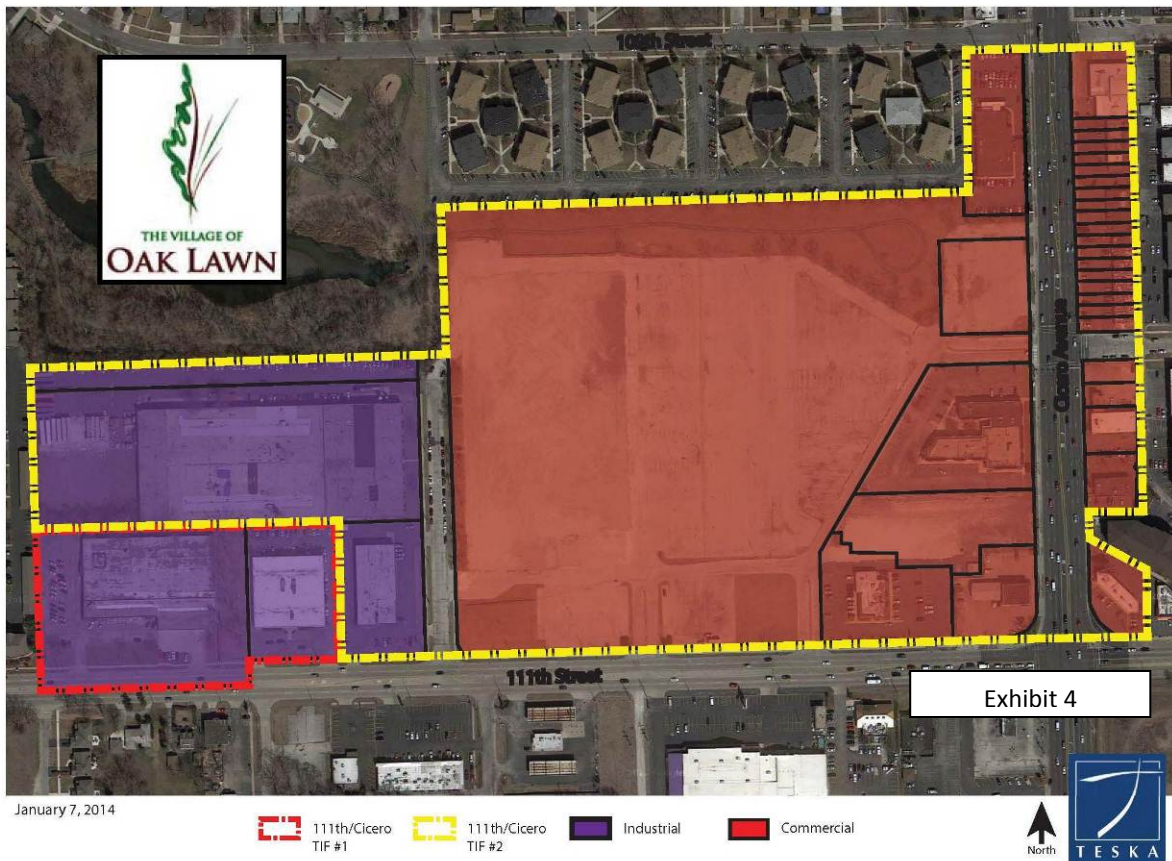 109th Street
THE VILLAGE OF
OAK LAWN
Cicero Avenue
111th Street
Exhibit 4
January 7, 2014
111th/Cicero
TIF #1
111th/Cicero
TIF #2
Industrial
Commercial
North
TESKA